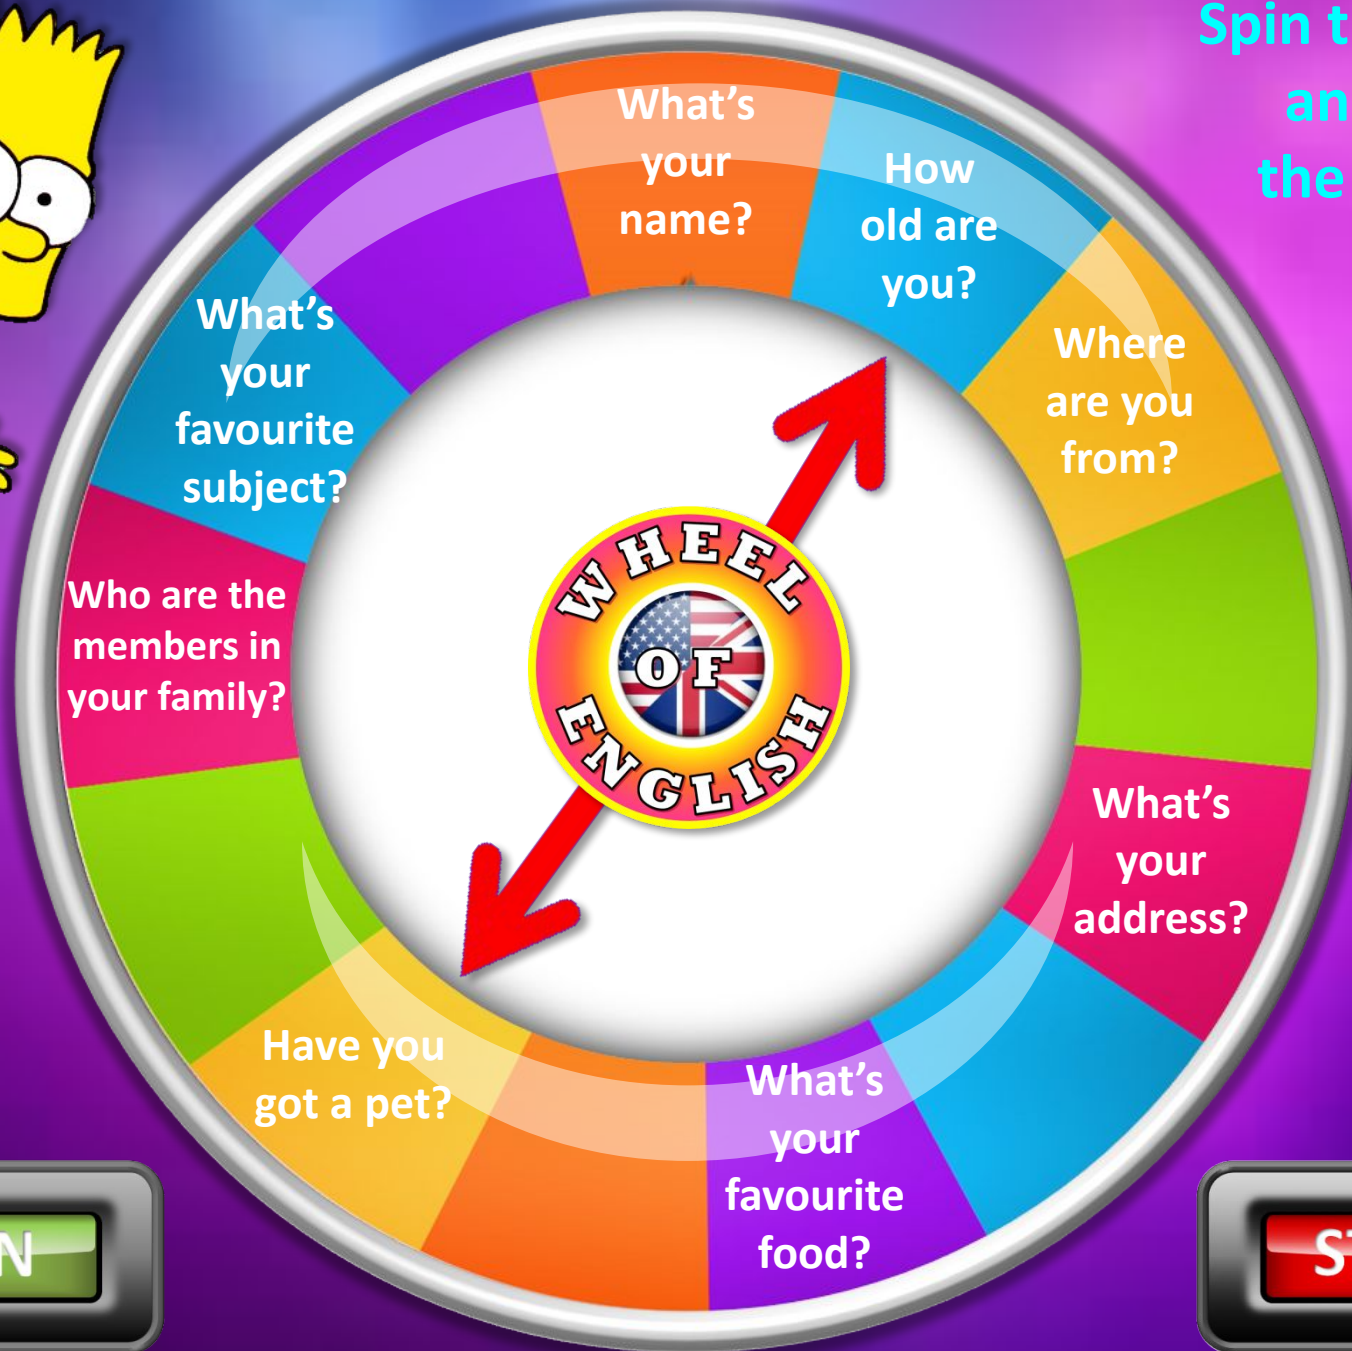 Spin t
an
the
What's
your
name?
How
old are
you?
Where
are you
from?
What's
your
address?
What's
your
favourite
food?
Have you
got a pet?
Who are the
members in
your family?
What's
your
favourite
subject?
WHEEL
OF
ENGLISH
N
ST